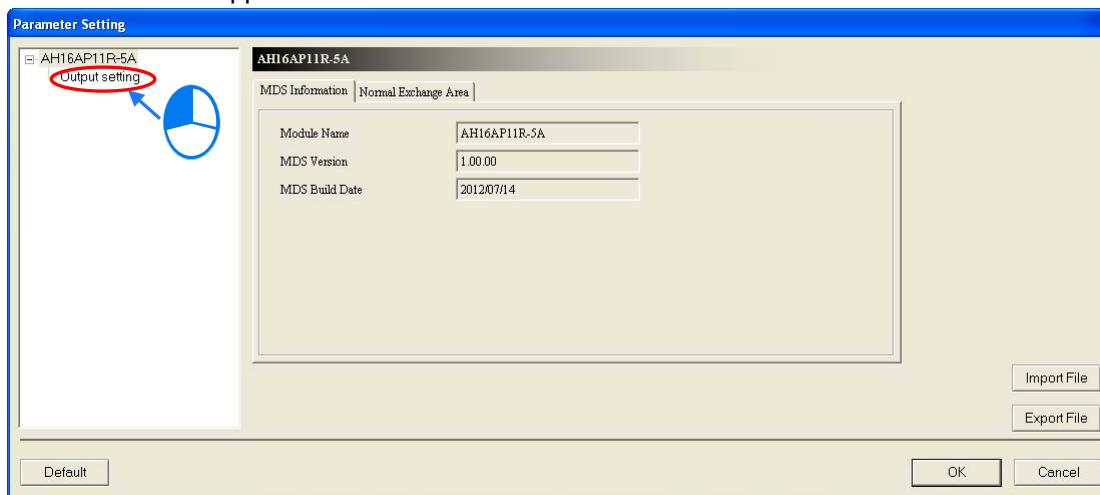 Parameter Setting
AH16AP11R-5A
Output setting
AH16AP11R-5A
MDS Information Normal Exchange Area
Module Name AH16AP11R-5A
MDS Version 1.00.00
MDS Build Date 2012/07/14
Import File
Export File
Default OK Cancel